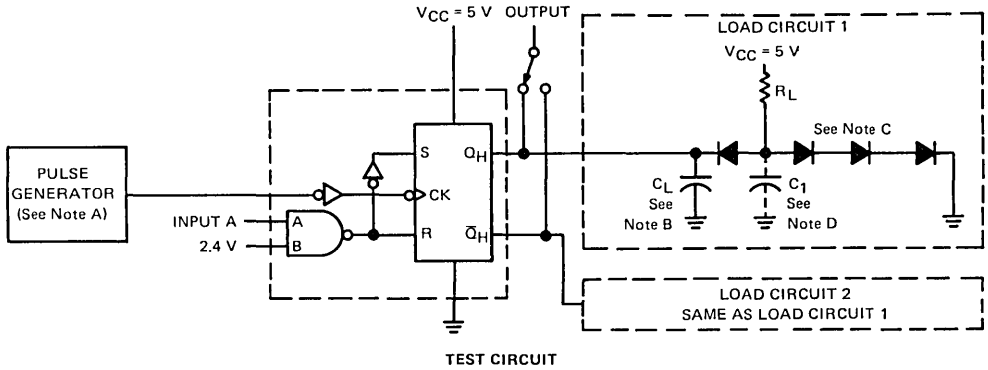 VCC = 5 V OUTPUT
LOAD CIRCUIT 1
VCC = 5 V
RL
See Note C
S
QH
CK
PULSE
GENERATOR
(See Note A)
CL
See
Note B
C1
See
Note D
INPUT A
A
2.4 V
B
R
Q̅H
LOAD CIRCUIT 2
SAME AS LOAD CIRCUIT 1
TEST CIRCUIT